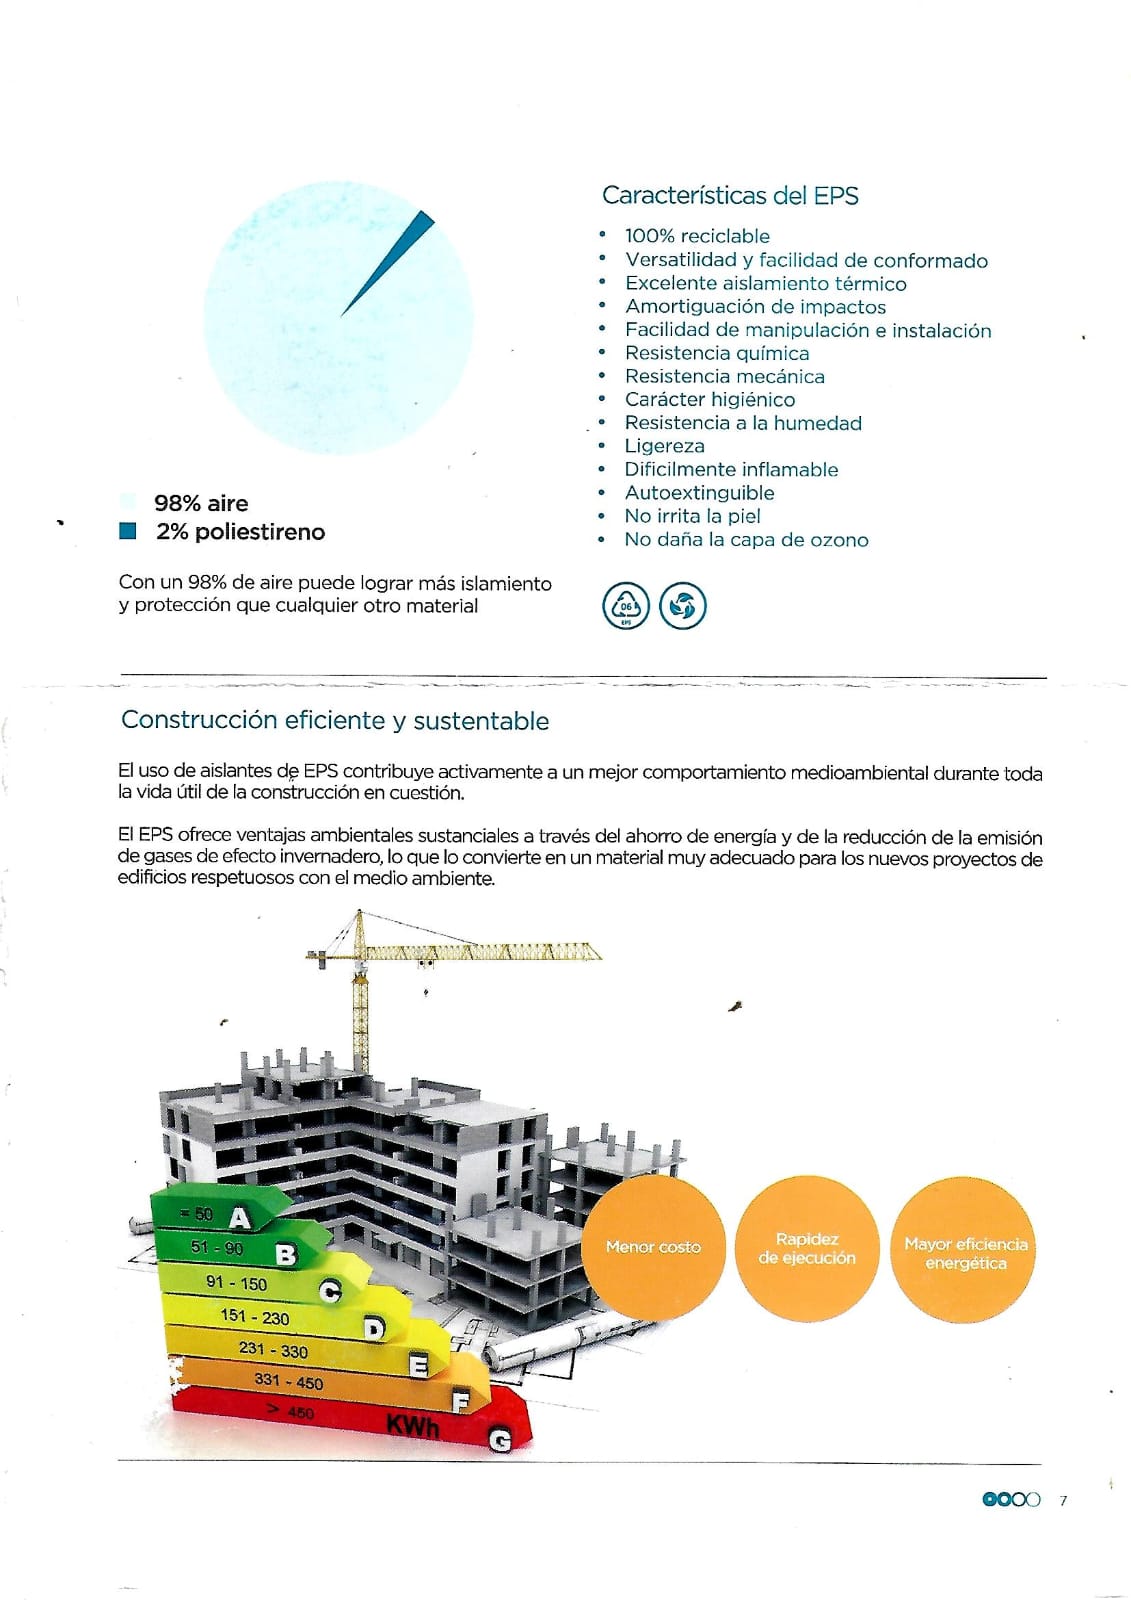 Características del EPS
• 100% reciclable
• Versatilidad y facilidad de conformado
• Excelente aislamiento térmico
• Amortiguación de impactos
• Facilidad de manipulación e instalación
• Resistencia química
• Resistencia mecánica
• Carácter higiénico
• Resistencia a la humedad
• Ligereza
• Dificilmente inflamable
• Autoextinguible
• No irrita la piel
• No daña la capa de ozono
98% aire
2% poliestireno
Con un 98% de aire puede lograr más islamiento
y protección que cualquier otro material
06
EPS
Construcción eficiente y sustentable
El uso de aislantes de EPS contribuye activamente a un mejor comportamiento medioambiental durante toda
la vida útil de la construcción en cuestión.
El EPS ofrece ventajas ambientales sustanciales a través del ahorro de energía y de la reducción de la emisión
de gases de efecto invernadero, lo que lo convierte en un material muy adecuado para los nuevos proyectos de
edificios respetuosos con el medio ambiente.
= 50 A
51 - 90 B
91 - 150 C
151 - 230 D
231 - 330 E
331 - 450 F
> 450 KWh G
Menor costo
Rapidez
de ejecución
Mayor eficiencia
energética
7